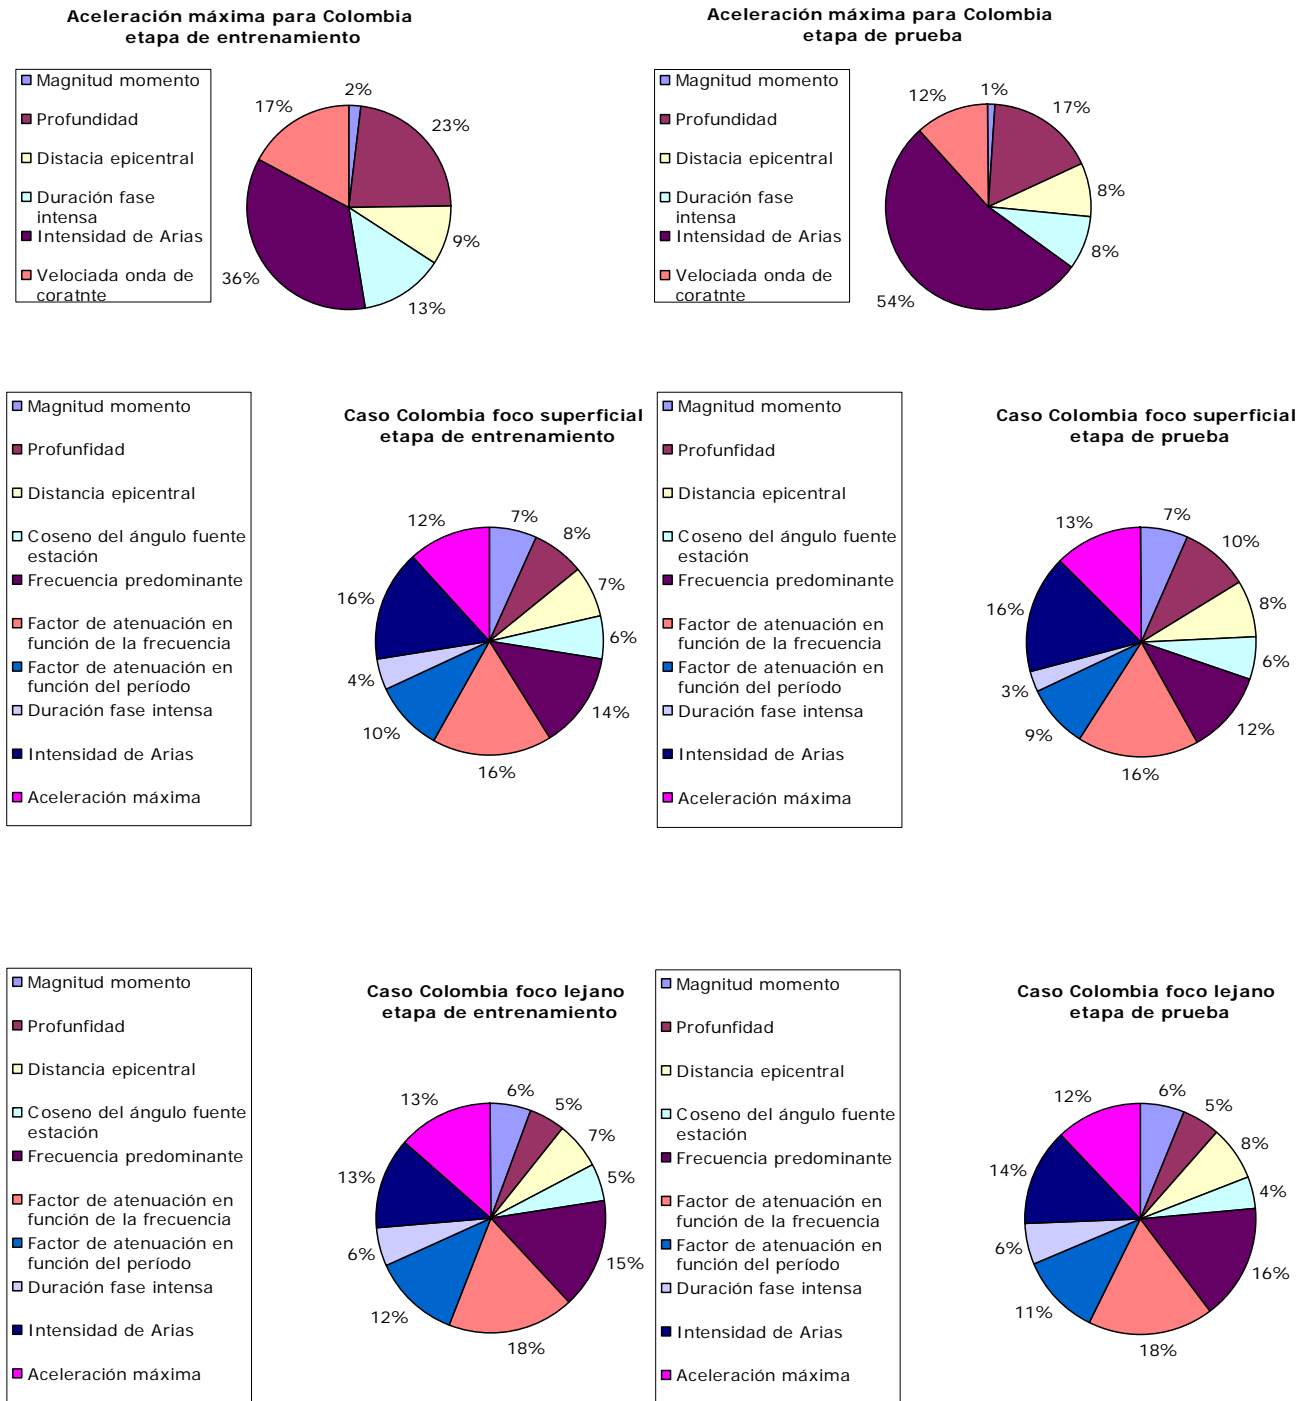 Aceleración máxima para Colombia
etapa de entrenamiento
Magnitud momento
Profundidad
Distacia epicentral
Duración fase
intensa
Intensidad de Arias
Velociada onda de
coratnte
2%
23%
9%
13%
36%
17%
Aceleración máxima para Colombia
etapa de prueba
Magnitud momento
Profundidad
Distacia epicentral
Duración fase
intensa
Intensidad de Arias
Velociada onda de
coratnte
1%
17%
8%
8%
54%
12%
Magnitud momento
Profunfidad
Distancia epicentral
Coseno del ángulo fuente
estación
Frecuencia predominante
Factor de atenuación en
función de la frecuencia
Factor de atenuación en
función del período
Duración fase intensa
Intensidad de Arias
Aceleración máxima
Caso Colombia foco superficial
etapa de entrenamiento
7%
8%
7%
6%
14%
16%
10%
4%
16%
12%
Magnitud momento
Profunfidad
Distancia epicentral
Coseno del ángulo fuente
estación
Frecuencia predominante
Factor de atenuación en
función de la frecuencia
Factor de atenuación en
función del período
Duración fase intensa
Intensidad de Arias
Aceleración máxima
Caso Colombia foco superficial
etapa de prueba
7%
10%
8%
6%
12%
16%
9%
3%
16%
13%
Magnitud momento
Profunfidad
Distancia epicentral
Coseno del ángulo fuente
estación
Frecuencia predominante
Factor de atenuación en
función de la frecuencia
Factor de atenuación en
función del período
Duración fase intensa
Intensidad de Arias
Aceleración máxima
Caso Colombia foco lejano
etapa de entrenamiento
6%
5%
7%
5%
15%
18%
12%
6%
13%
13%
Magnitud momento
Profunfidad
Distancia epicentral
Coseno del ángulo fuente
estación
Frecuencia predominante
Factor de atenuación en
función de la frecuencia
Factor de atenuación en
función del período
Duración fase intensa
Intensidad de Arias
Aceleración máxima
Caso Colombia foco lejano
etapa de prueba
6%
5%
8%
4%
16%
18%
11%
6%
14%
12%